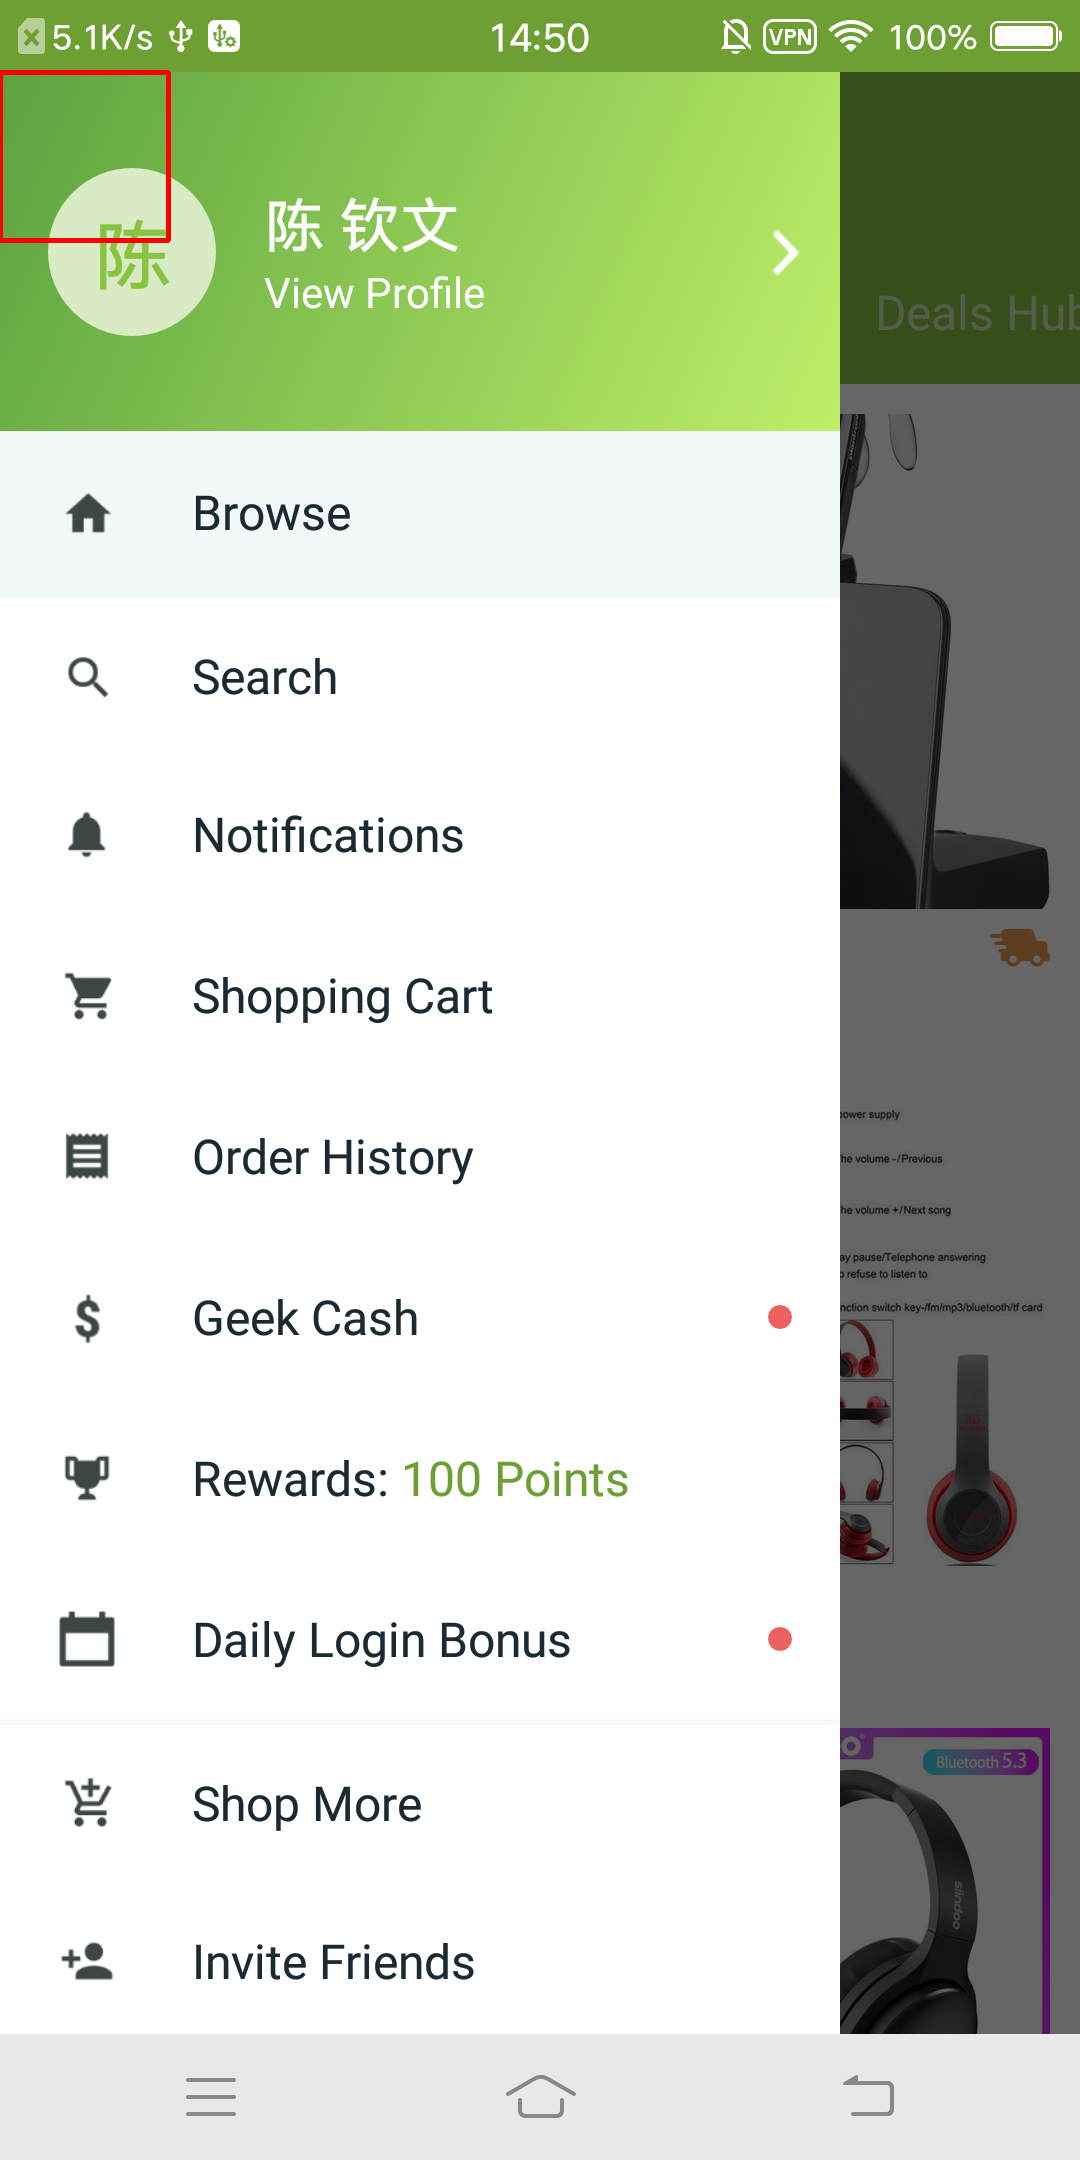 5.1K/s
14:50
VPN
100%
陈
陈 钦文
View Profile
Deals Hub
Browse
Search
Notifications
Shopping Cart
Order History
Geek Cash
Rewards: 100 Points
Daily Login Bonus
Shop More
Invite Friends
power supply
he volume -/Previous
he volume +/Next song
ay pause/Telephone answering
o refuse to listen to
nction switch key-/fm/mp3/bluetooth/tf card
Bluetooth 5.3
siindoo